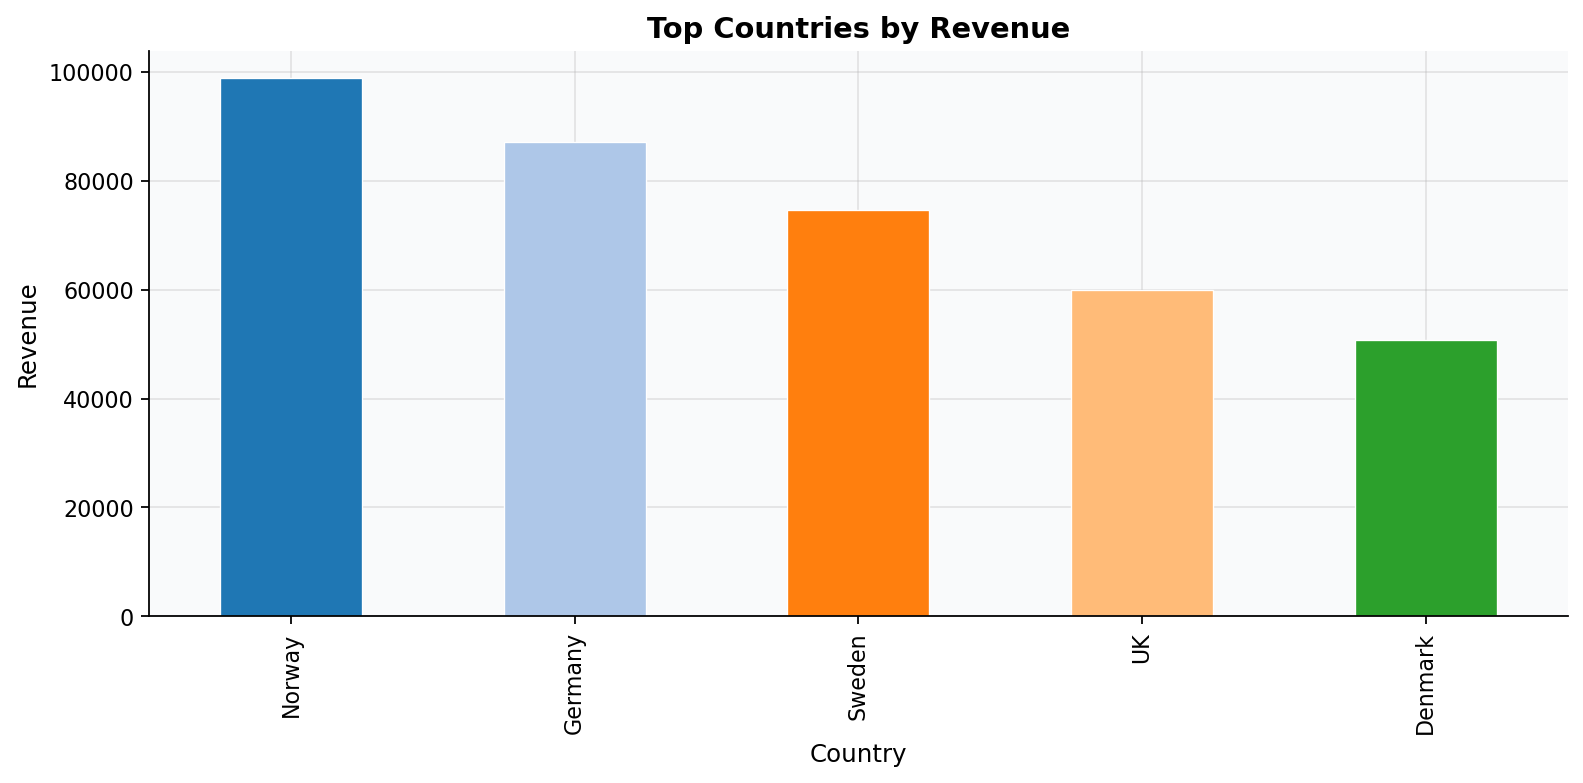 Top Countries by Revenue
100000
80000
60000
40000
20000
0
Revenue
Norway
Germany
Sweden
UK
Denmark
Country